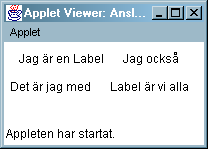 Applet Viewer: Ansl...
Applet
Jag är en Label Jag också
Det är jag med Label är vi alla
Appleten har startat.